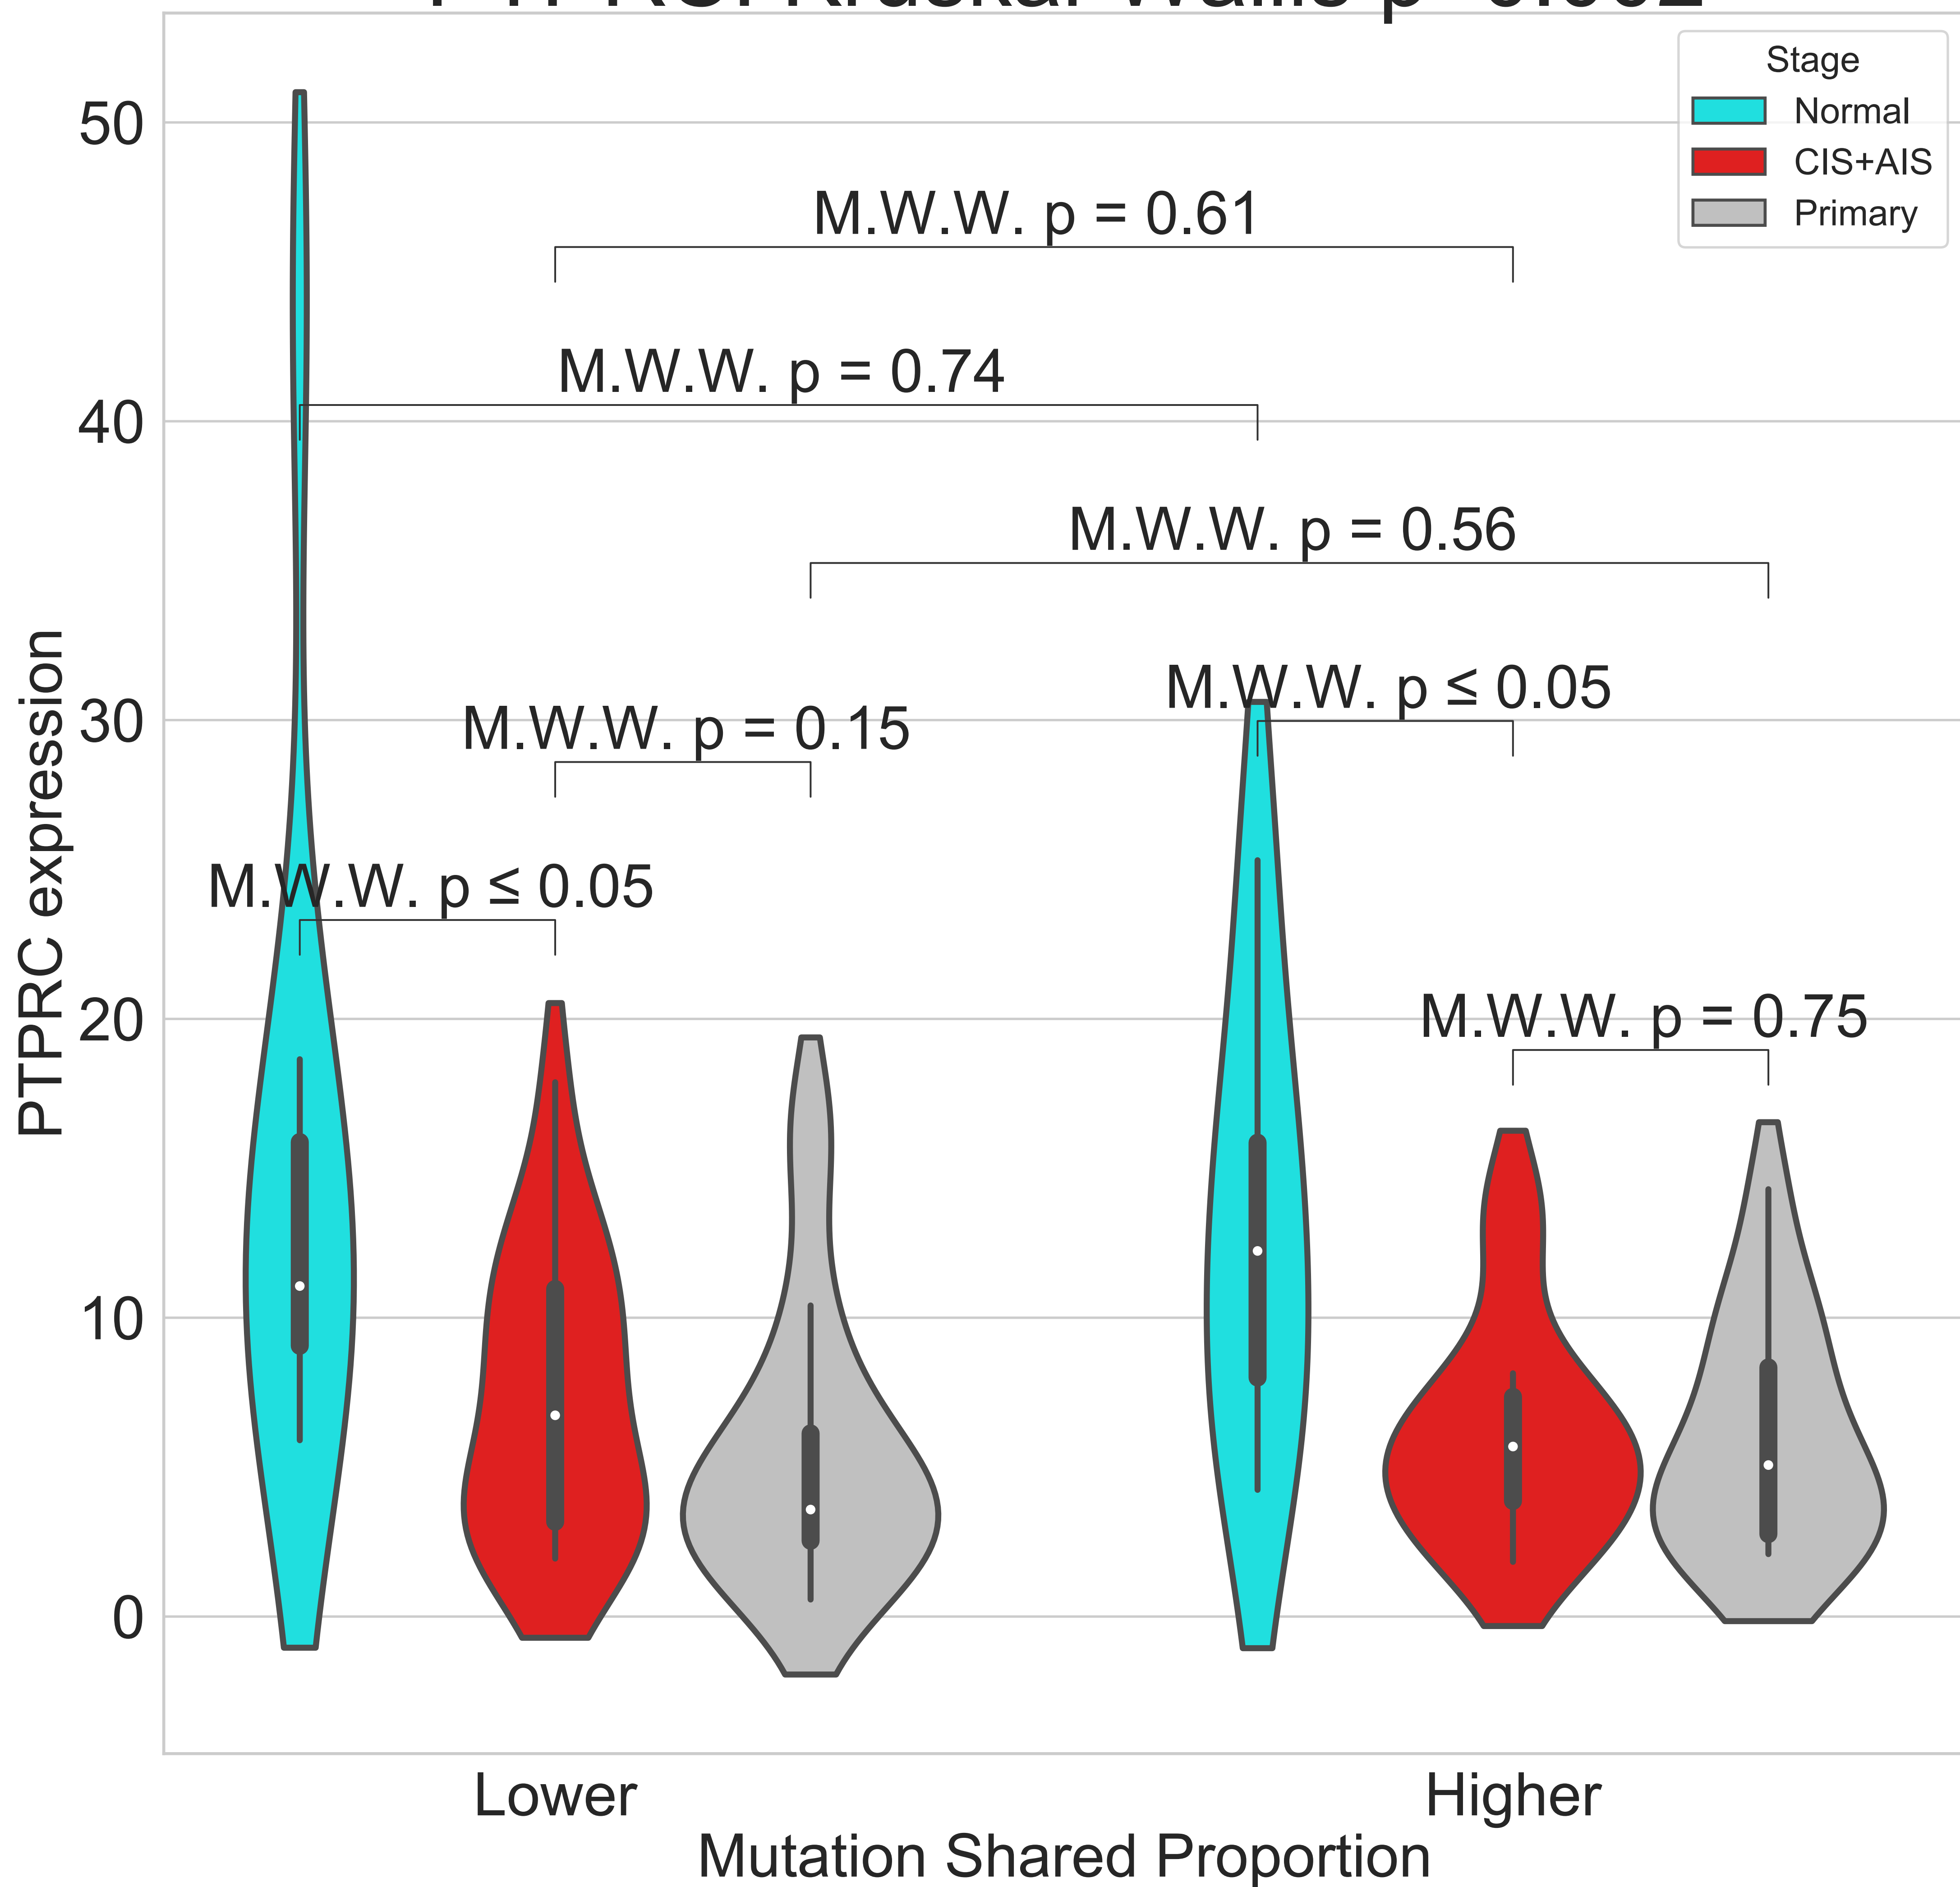 Stage
Normal
CIS+AIS
Primary
50
40
30
20
10
0
PTPRC expression
M.W.W. p = 0.61
M.W.W. p = 0.74
M.W.W. p = 0.56
M.W.W. p ≤ 0.05
M.W.W. p = 0.15
M.W.W. p ≤ 0.05
M.W.W. p = 0.75
Lower
Higher
Mutation Shared Proportion